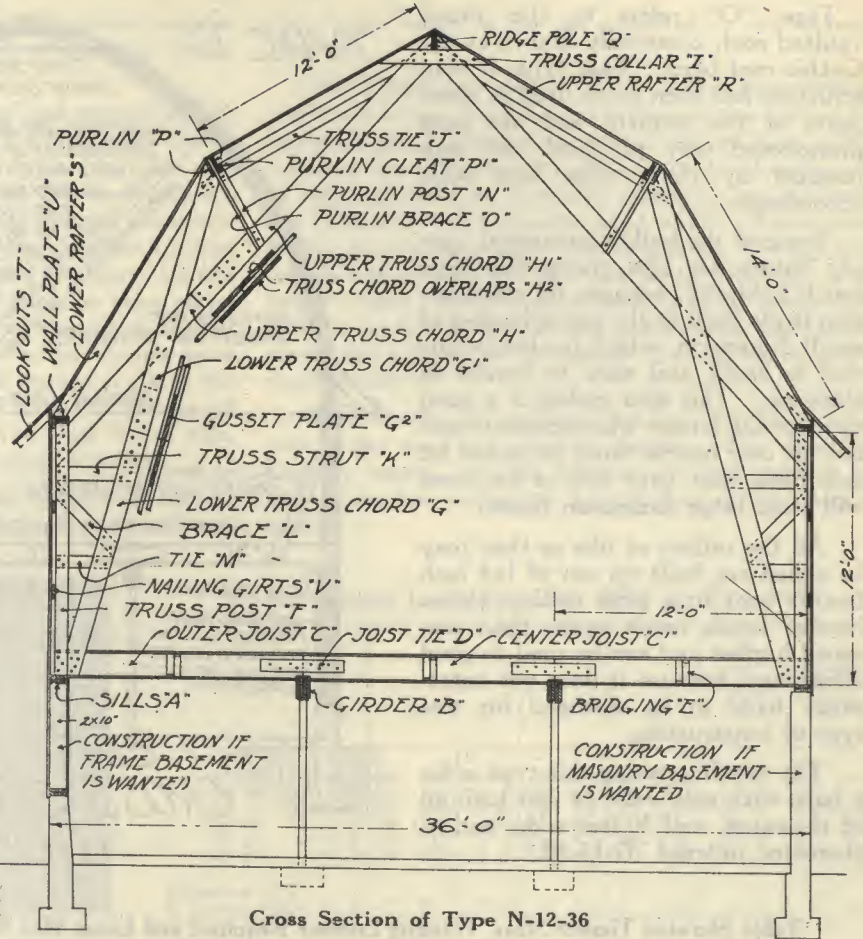 12'-0"
RIDGE POLE "Q"
TRUSS COLLAR "I"
UPPER RAFTER "R"
PURLIN "P"
TRUSS TIE "J"
PURLIN CLEAT "P1"
PURLIN POST "N"
PURLIN BRACE "O"
UPPER TRUSS CHORD "H1"
TRUSS CHORD OVERLAPS "H2"
UPPER TRUSS CHORD "H"
LOWER TRUSS CHORD "G1"
GUSSET PLATE "G2"
TRUSS STRUT "K"
LOWER TRUSS CHORD "G"
BRACE "L"
TIE "M"
NAILING GIRTS "V"
TRUSS POST "F"
LOOKOUTS "T"
WALL PLATE "U"
LOWER RAFTER "S"
14'-0"
12'-0"
12'-0"
OUTER JOIST "C"
JOIST TIE "D"
CENTER JOIST "C1"
SILLS "A"
GIRDER "B"
BRIDGING "E"
2X10"
CONSTRUCTION IF
FRAME BASEMENT
IS WANTED
CONSTRUCTION IF
MASONRY BASEMENT
IS WANTED
36'-0"
Cross Section of Type N-12-36